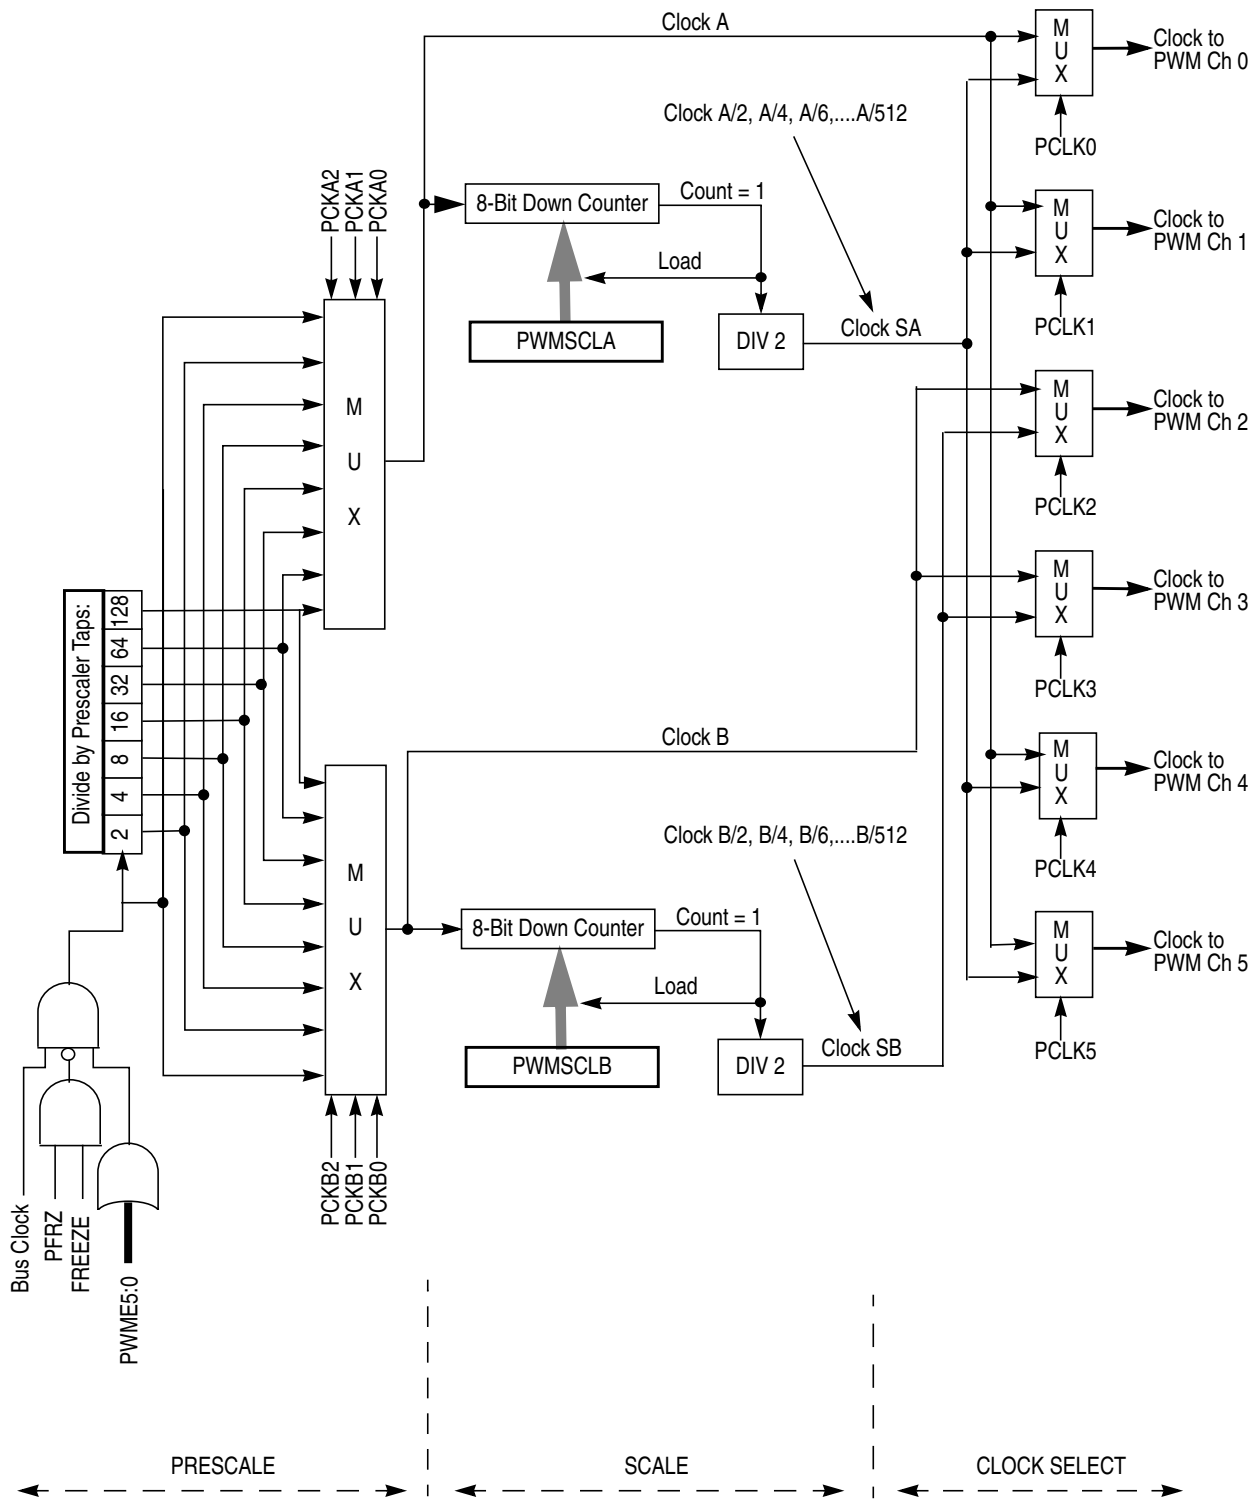 Clock A
M
U
X
Clock to
PWM Ch 0
PCLK0
Clock A/2, A/4, A/6,....A/512
PCKA2
PCKA1
PCKA0
8-Bit Down Counter
Count = 1
Load
PWMSCLA
DIV 2
Clock SA
M
U
X
Clock to
PWM Ch 1
PCLK1
M
U
X
M
U
X
Clock to
PWM Ch 2
PCLK2
M
U
X
Clock to
PWM Ch 3
PCLK3
Divide by Prescaler Taps:
128
64
32
16
8
4
2
Clock B
M
U
X
Clock to
PWM Ch 4
PCLK4
Clock B/2, B/4, B/6,....B/512
M
U
X
8-Bit Down Counter
Count = 1
Load
PWMSCLB
DIV 2
Clock SB
M
U
X
Clock to
PWM Ch 5
PCLK5
PCKB2
PCKB1
PCKB0
Bus Clock
PFRZ
FREEZE
PWME5:0
PRESCALE
SCALE
CLOCK SELECT